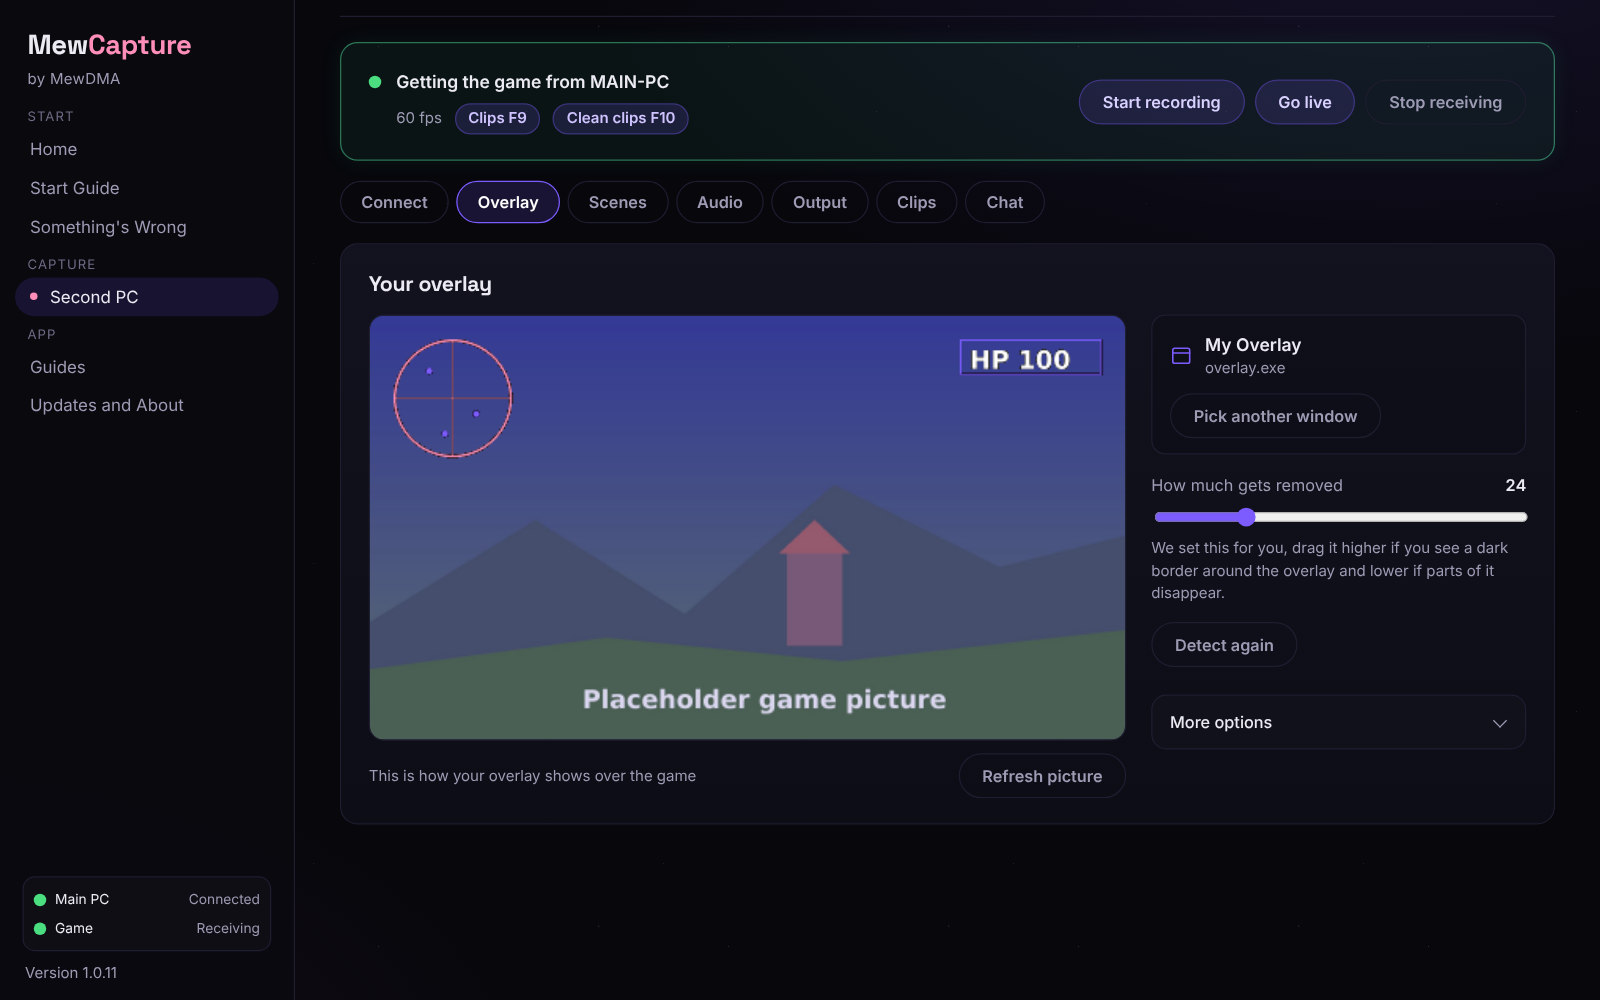 MewCapture
by MewDMA
START
Home
Start Guide
Something's Wrong
CAPTURE
Second PC
APP
Guides
Updates and About
Main PC Connected
Game Receiving
Version 1.0.11
Getting the game from MAIN-PC
60 fps Clips F9 Clean clips F10
Start recording Go live Stop receiving
Connect Overlay Scenes Audio Output Clips Chat
Your overlay
HP 100
Placeholder game picture
This is how your overlay shows over the game
Refresh picture
My Overlay
overlay.exe
Pick another window
How much gets removed 24
We set this for you, drag it higher if you see a dark
border around the overlay and lower if parts of it
disappear.
Detect again
More options